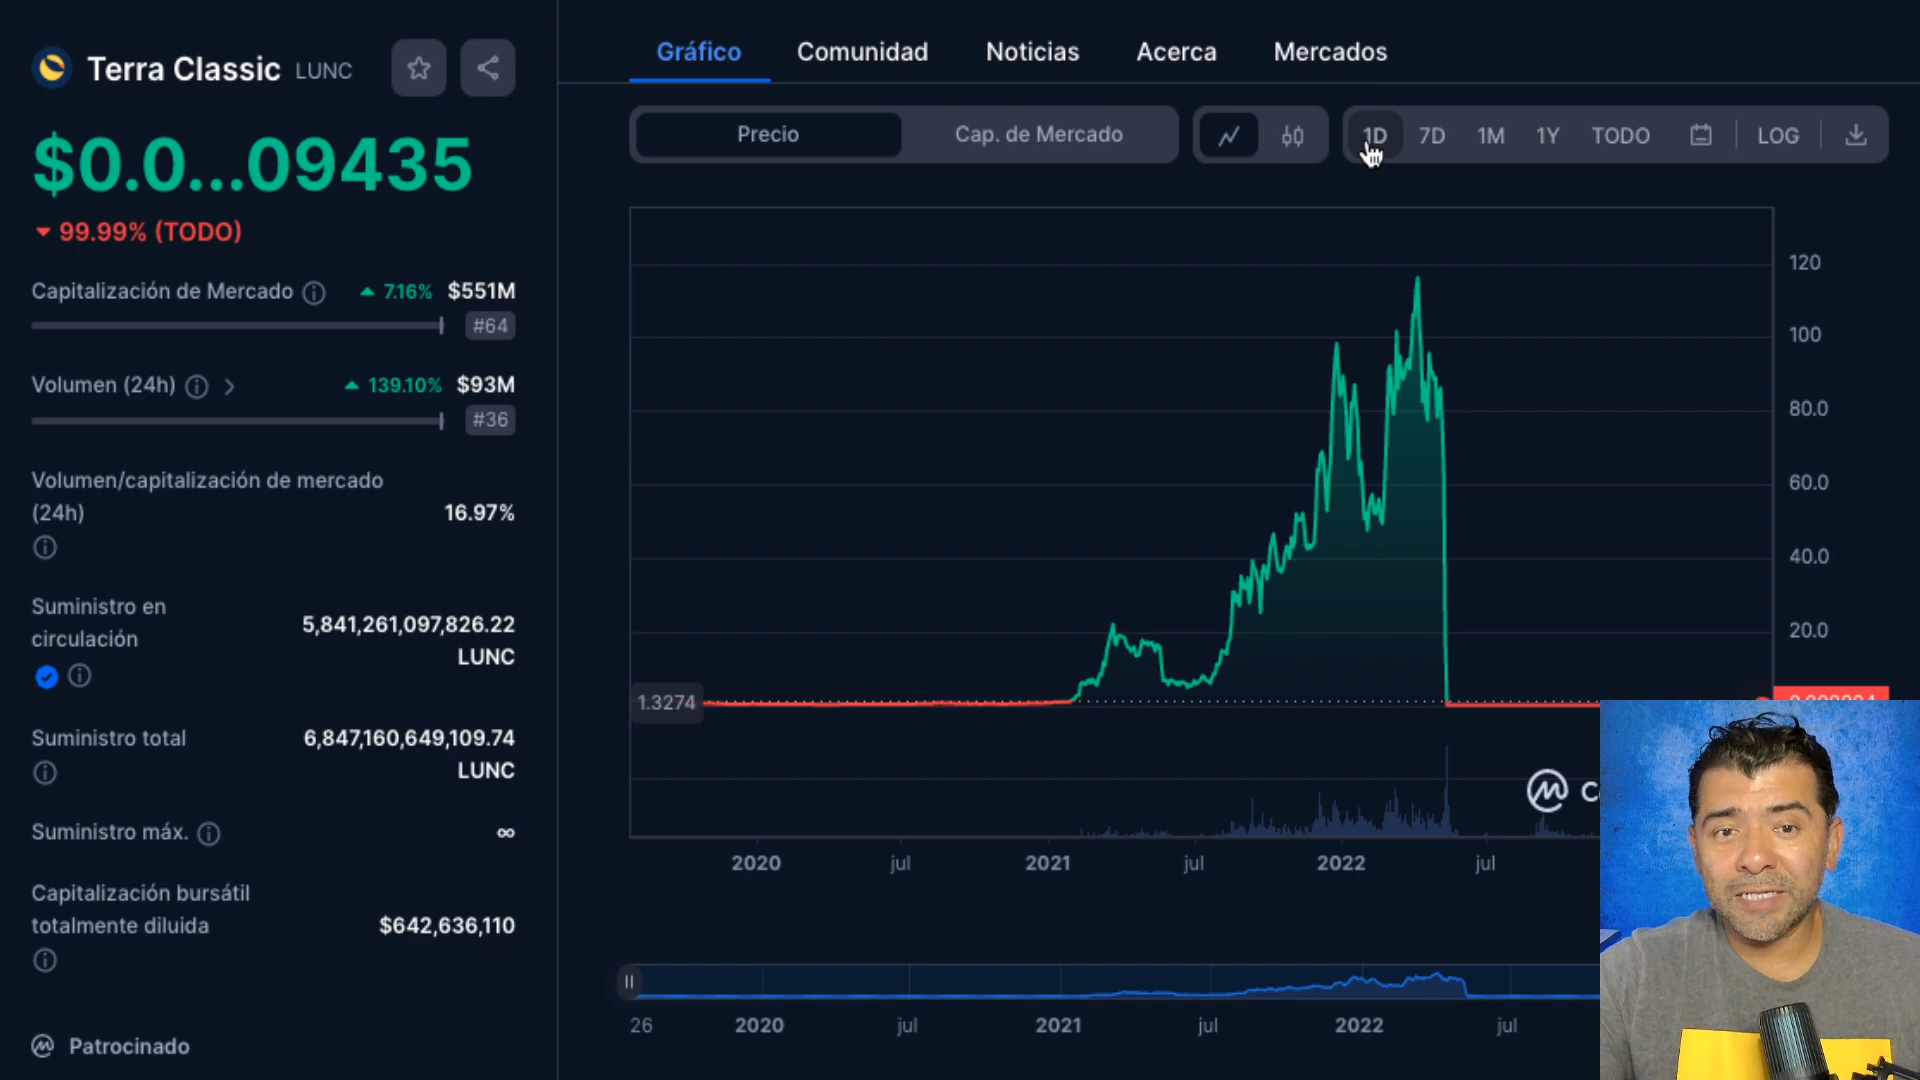 Terra Classic LUNC
$0.0...09435
99.99% (TODO)
Capitalización de Mercado 7.16% $551M
#64
Volumen (24h) 139.10% $93M
#36
Volumen/capitalización de mercado
(24h)
16.97%
Suministro en
circulación
5,841,261,097,826.22
LUNC
Suministro total
6,847,160,649,109.74
LUNC
Suministro máx. ∞
Capitalización bursátil
totalmente diluida
$642,636,110
Patrocinado
Gráfico Comunidad Noticias Acerca Mercados
Precio Cap. de Mercado 1D 7D 1M 1Y TODO LOG
120
100
80.0
60.0
40.0
20.0
1.3274
2020 jul 2021 jul 2022 jul
26 2020 jul 2021 jul 2022 jul